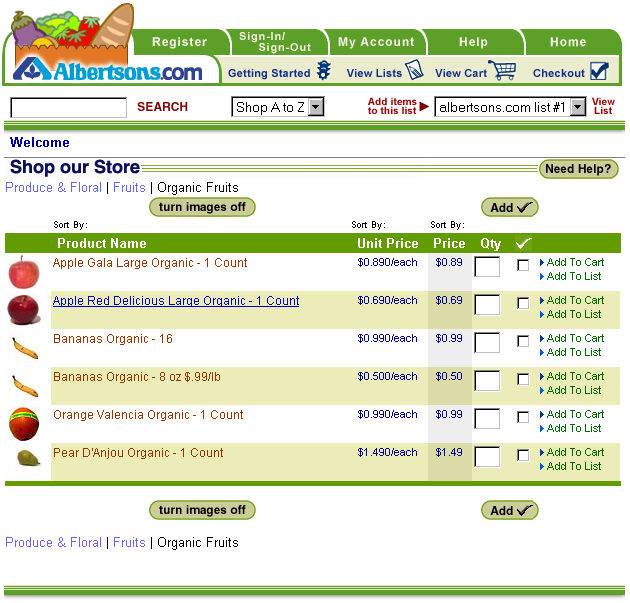 Register
Sign-In/
Sign-Out
My Account
Help
Home
Albertsons.com
Getting Started
View Lists
View Cart
Checkout
SEARCH
Shop A to Z
Add items
to this list
albertsons.com list #1
View
List
Welcome
Shop our Store
Need Help?
Produce & Floral | Fruits | Organic Fruits
turn images off
Add
Sort By: Sort By: Sort By:
Product Name Unit Price Price Qty
Apple Gala Large Organic - 1 Count $0.890/each $0.89 Add To Cart
Add To List
Apple Red Delicious Large Organic - 1 Count $0.690/each $0.69 Add To Cart
Add To List
Bananas Organic - 16 $0.990/each $0.99 Add To Cart
Add To List
Bananas Organic - 8 oz $.99/lb $0.500/each $0.50 Add To Cart
Add To List
Orange Valencia Organic - 1 Count $0.990/each $0.99 Add To Cart
Add To List
Pear D'Anjou Organic - 1 Count $1.490/each $1.49 Add To Cart
Add To List
turn images off
Add
Produce & Floral | Fruits | Organic Fruits